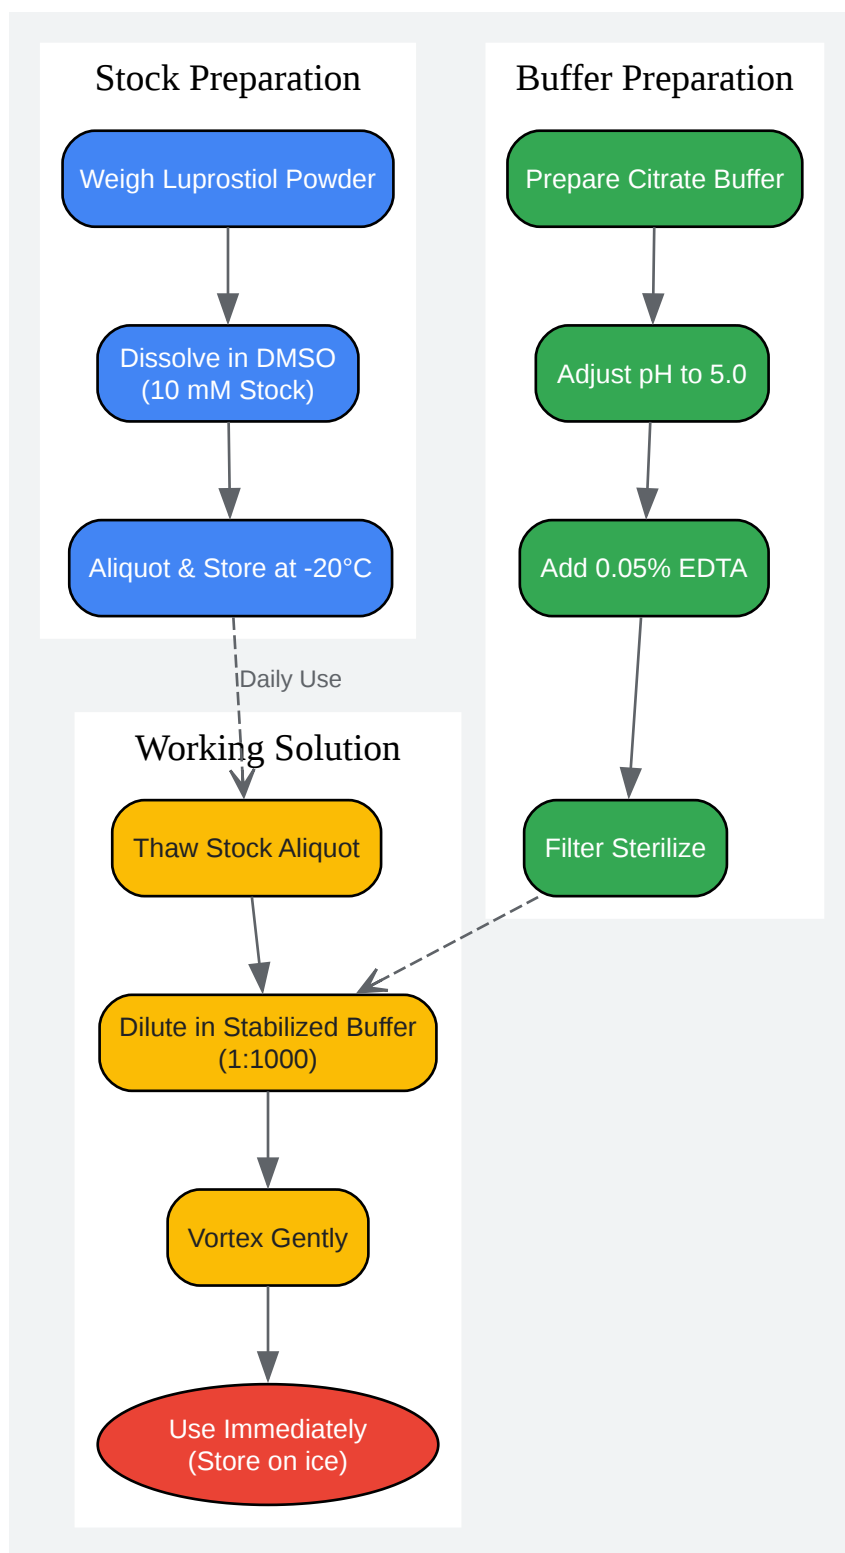 Stock Preparation
Weigh Luprostiol Powder
Dissolve in DMSO
(10 mM Stock)
Aliquot & Store at -20°C
Daily Use
Buffer Preparation
Prepare Citrate Buffer
Adjust pH to 5.0
Add 0.05% EDTA
Filter Sterilize
Working Solution
Thaw Stock Aliquot
Dilute in Stabilized Buffer
(1:1000)
Vortex Gently
Use Immediately
(Store on ice)